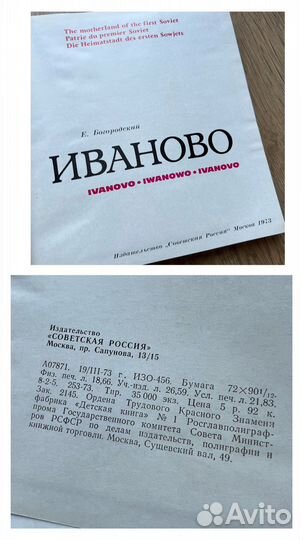 The motherland of the first Soviet
Patrie du premier Soviet
Die Heimatstadt des ersten Sowjets
Е. Богородский
ИВАНОВО
IVANOVO • IWANOWO • IVANOVO
Издательство „Советская Россия" Москва 1973
Издательство
«СОВЕТСКАЯ РОССИЯ»
Москва, пр. Сапунова, 13/15
А07871. 19/III-73 г. ИЗО-456. Бумага 72×901/12.
Физ. печ л. 18,66. Уч.-изд. л. 26,59. Усл. печ л. 21,83.
8-2-5. 253-73. Тир. 35 000 экз. Цена 5 р. 92 к.
Зак. 2145. Ордена Трудового Красного Знамени
фабрика «Детская книга» № 1 Росглавполиграф-
прома Государственного комитета Совета Минист-
ров РСФСР по делам издательств, полиграфии и
книжной торговли. Москва, Сущевский вал, 49.
Avito